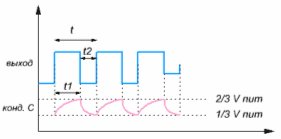 t
t2
выход
t1
конд. С
2/3 V пит
1/3 V пит